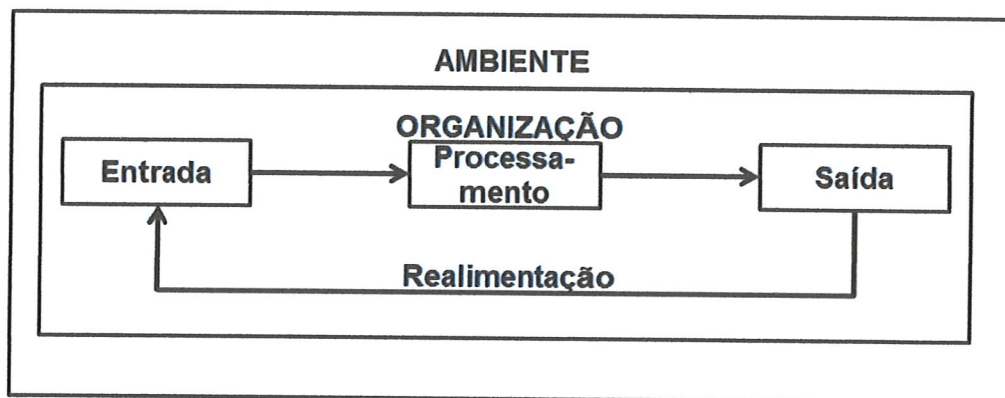 AMBIENTE
ORGANIZAÇÃO
Entrada
Processa-
mento
Saída
Realimentação